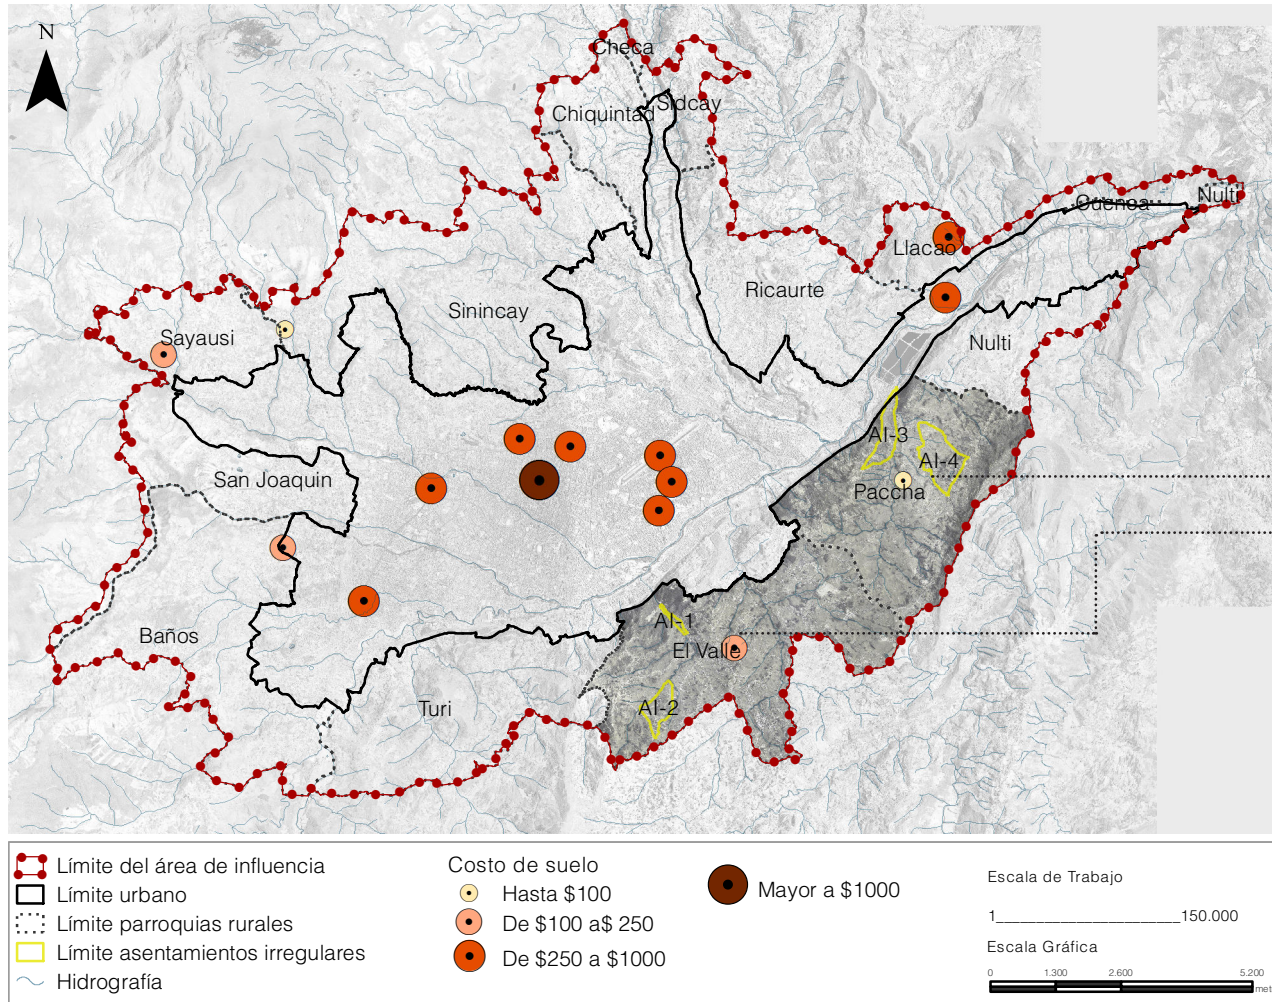 N
Checa
Chiquintad
Sidcay
Nulti
Cuenca
Llacao
Ricaurte
Sinincay
Nulti
Sayausi
AI-3
AI-4
San Joaquin
Paccha
AI-1
Baños
El Valle
Turi
AI-2
Límite del área de influencia
Límite urbano
Límite parroquias rurales
Límite asentamientos irregulares
Hidrografía
Costo de suelo
Hasta $100
De $100 a$ 250
De $250 a $1000
Mayor a $1000
Escala de Trabajo
1_______________________150.000
Escala Gráfica
0 1.300 2.600 5.200
met